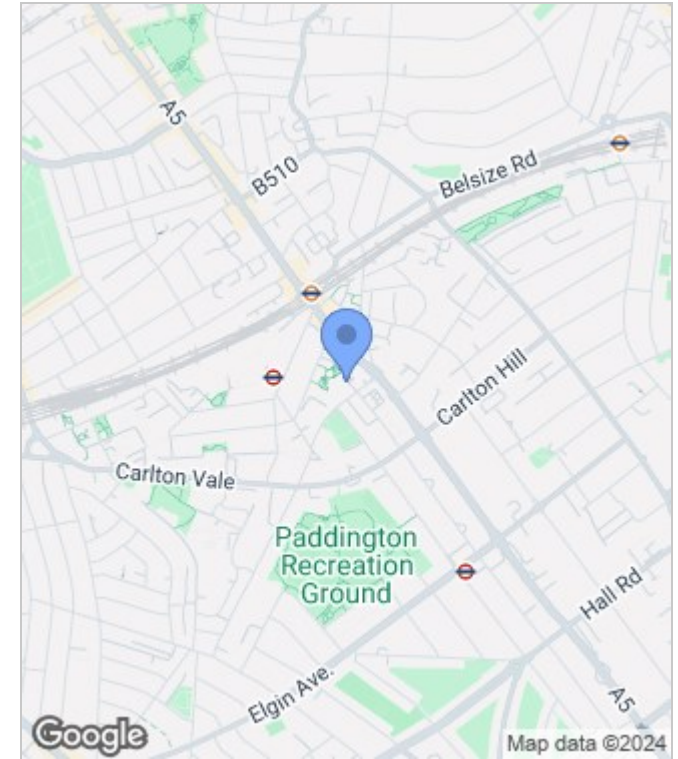 A5
B510
Belsize Rd
Carlton Hill
Carlton Vale
Paddington
Recreation
Ground
Hall Rd
Elgin Ave.
A5
Google
Map data ©2024